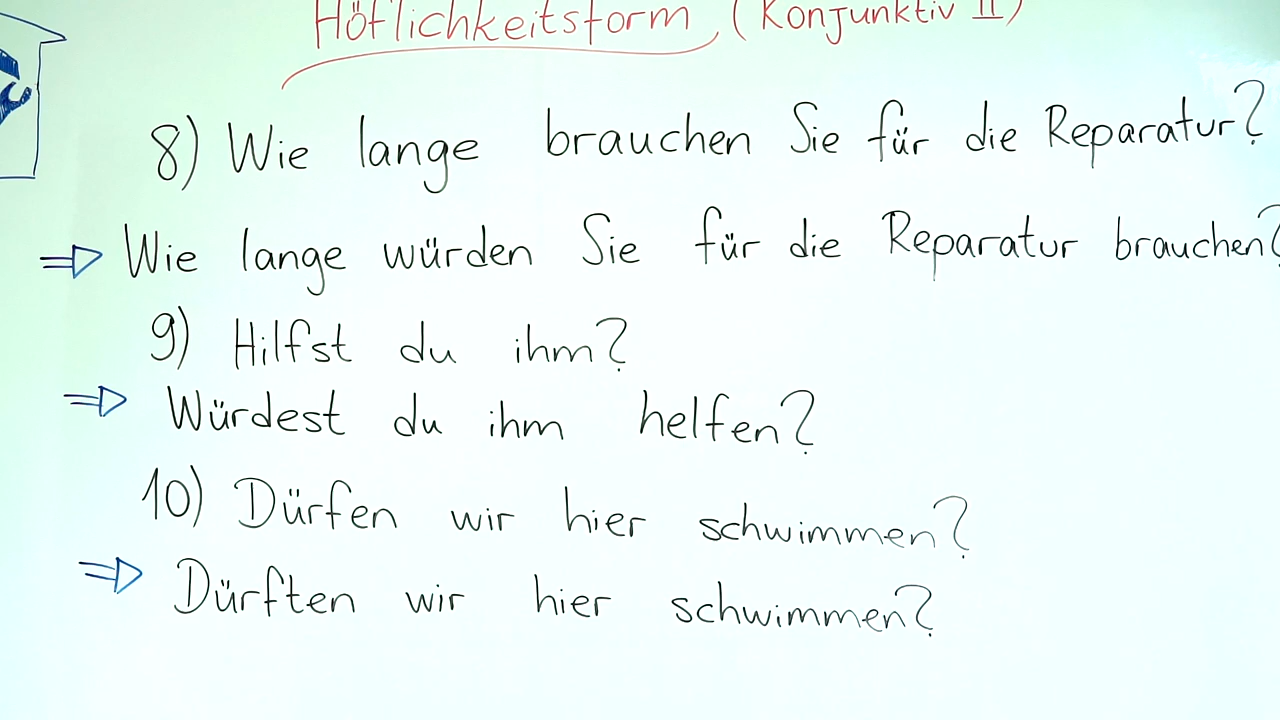 Höflichkeitsform (Konjunktiv II)
8) Wie lange brauchen Sie für die Reparatur?
⇒ Wie lange würden Sie für die Reparatur brauchen?
9) Hilfst du ihm?
⇒ Würdest du ihm helfen?
10) Dürfen wir hier schwimmen?
⇒ Dürften wir hier schwimmen?